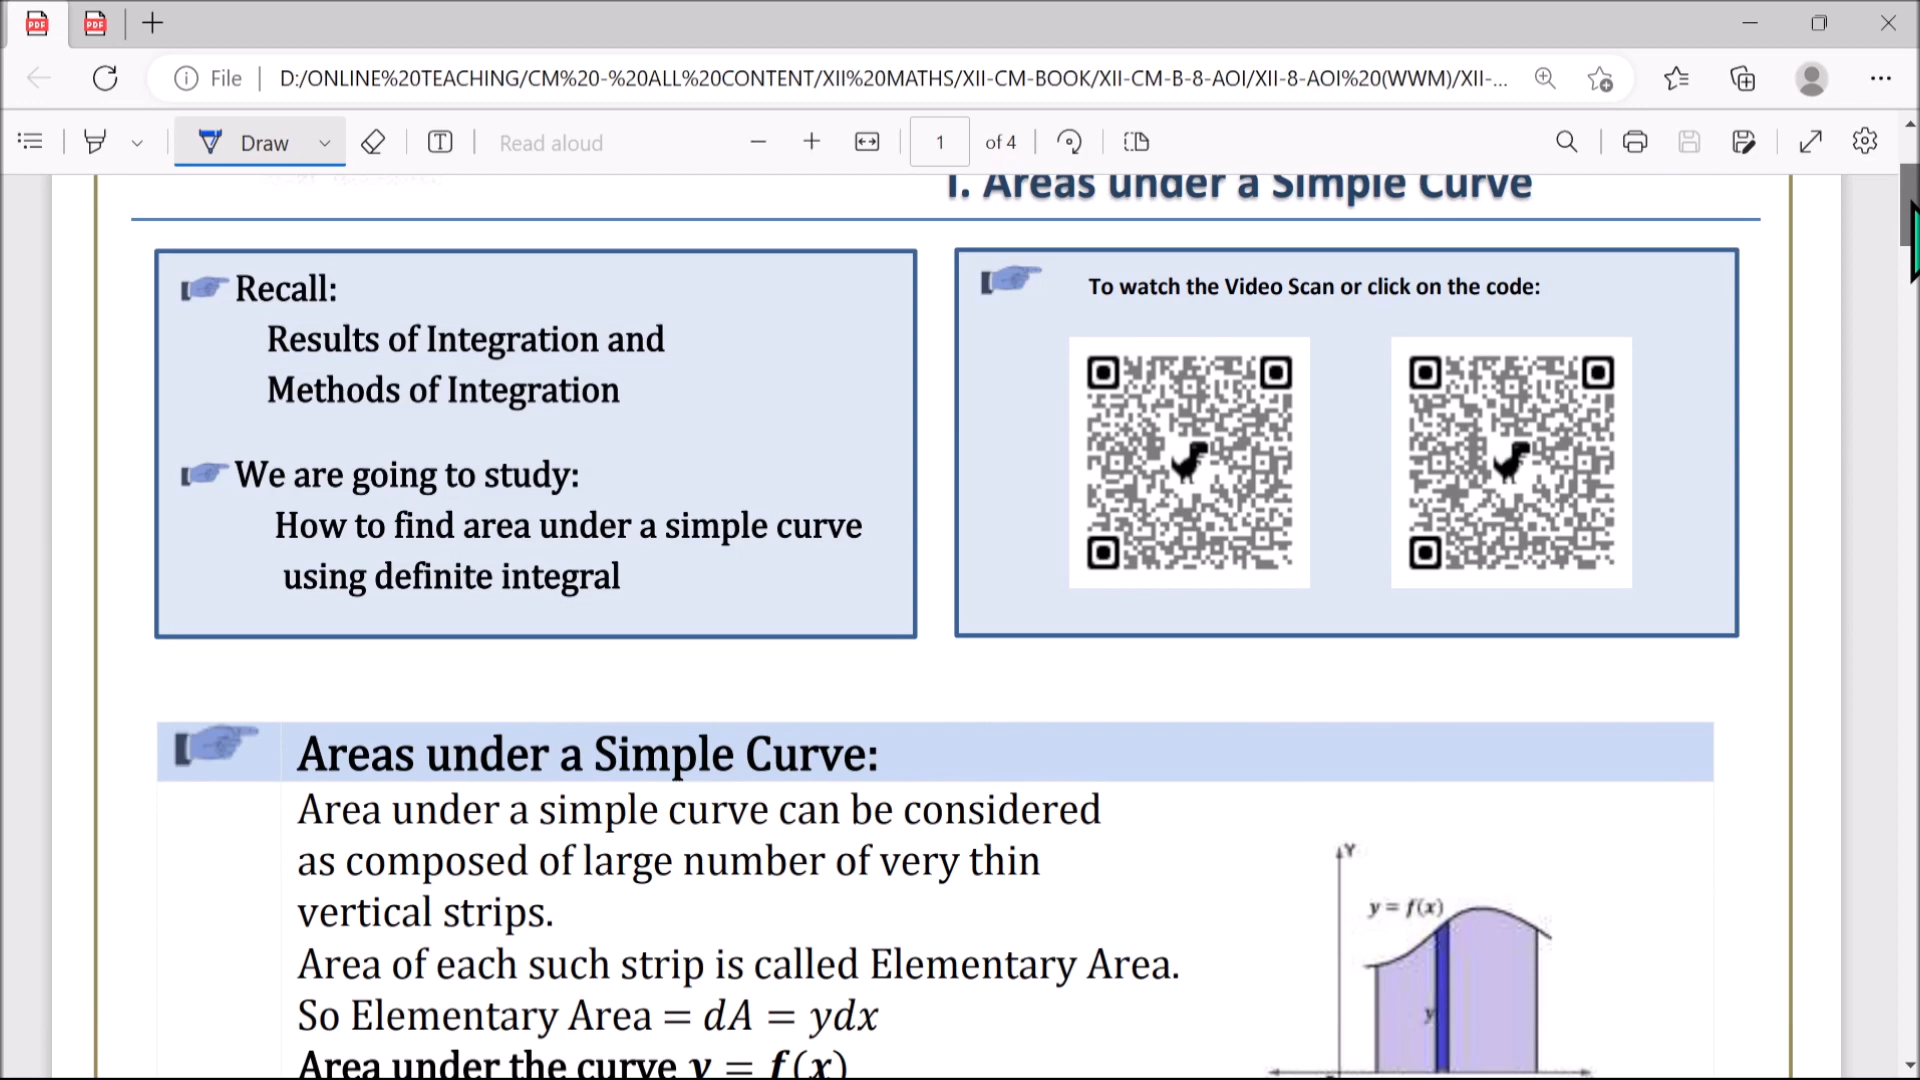 File
D:/ONLINE%20TEACHING/CM%20-%20ALL%20CONTENT/XII%20MATHS/XII-CM-BOOK/XII-CM-B-8-AOI/XII-8-AOI%20(WWM)/XII-...
Draw
Read aloud
1 of 4
I. Areas under a Simple Curve
Recall:
Results of Integration and
Methods of Integration
We are going to study:
How to find area under a simple curve
using definite integral
To watch the Video Scan or click on the code:
Areas under a Simple Curve:
Area under a simple curve can be considered
as composed of large number of very thin
vertical strips.
Area of each such strip is called Elementary Area.
So Elementary Area = dA = ydx
Area under the curve y = f(x)
Y
y = f(x)
y